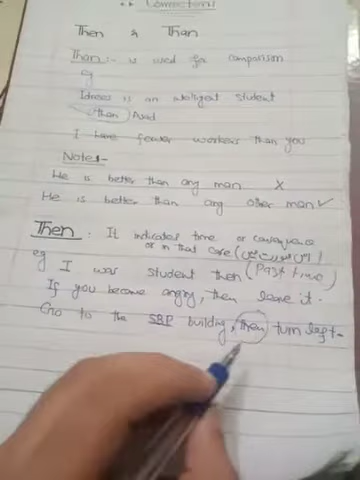 Connections
Then & Than
Than :- is used for comparison
eg
Idrees is an intelligent student
than Asad
I have fewer workers than you
Note:-
He is better than any man X
He is better than any other man ✓
Then : It indicates time or consequence
or in that case (
eg I was student then (Past time)
If you become angry, then leave it.
Go to the SBP building, then turn left.